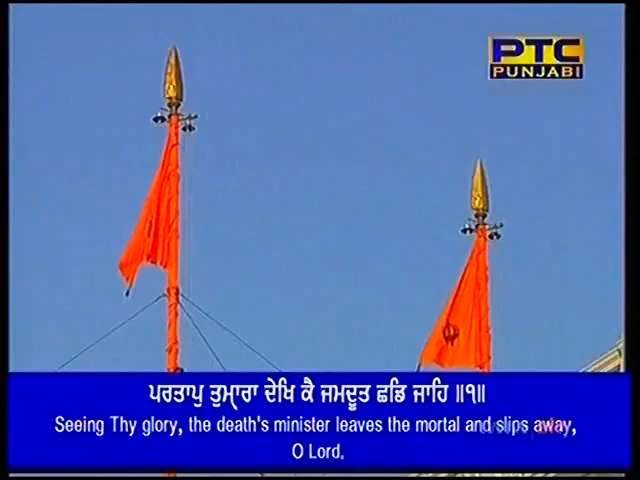 PTC
PUNJABI
ਪਰਤਾਪੁ ਤੁਮ੍ਹਾਰਾ ਦੇਖਿ ਕੈ ਜਮਦੂਤ ਛਡਿ ਜਾਹਿ ॥੧॥
Seeing Thy glory, the death's minister leaves the mortal and slips away,
O Lord.